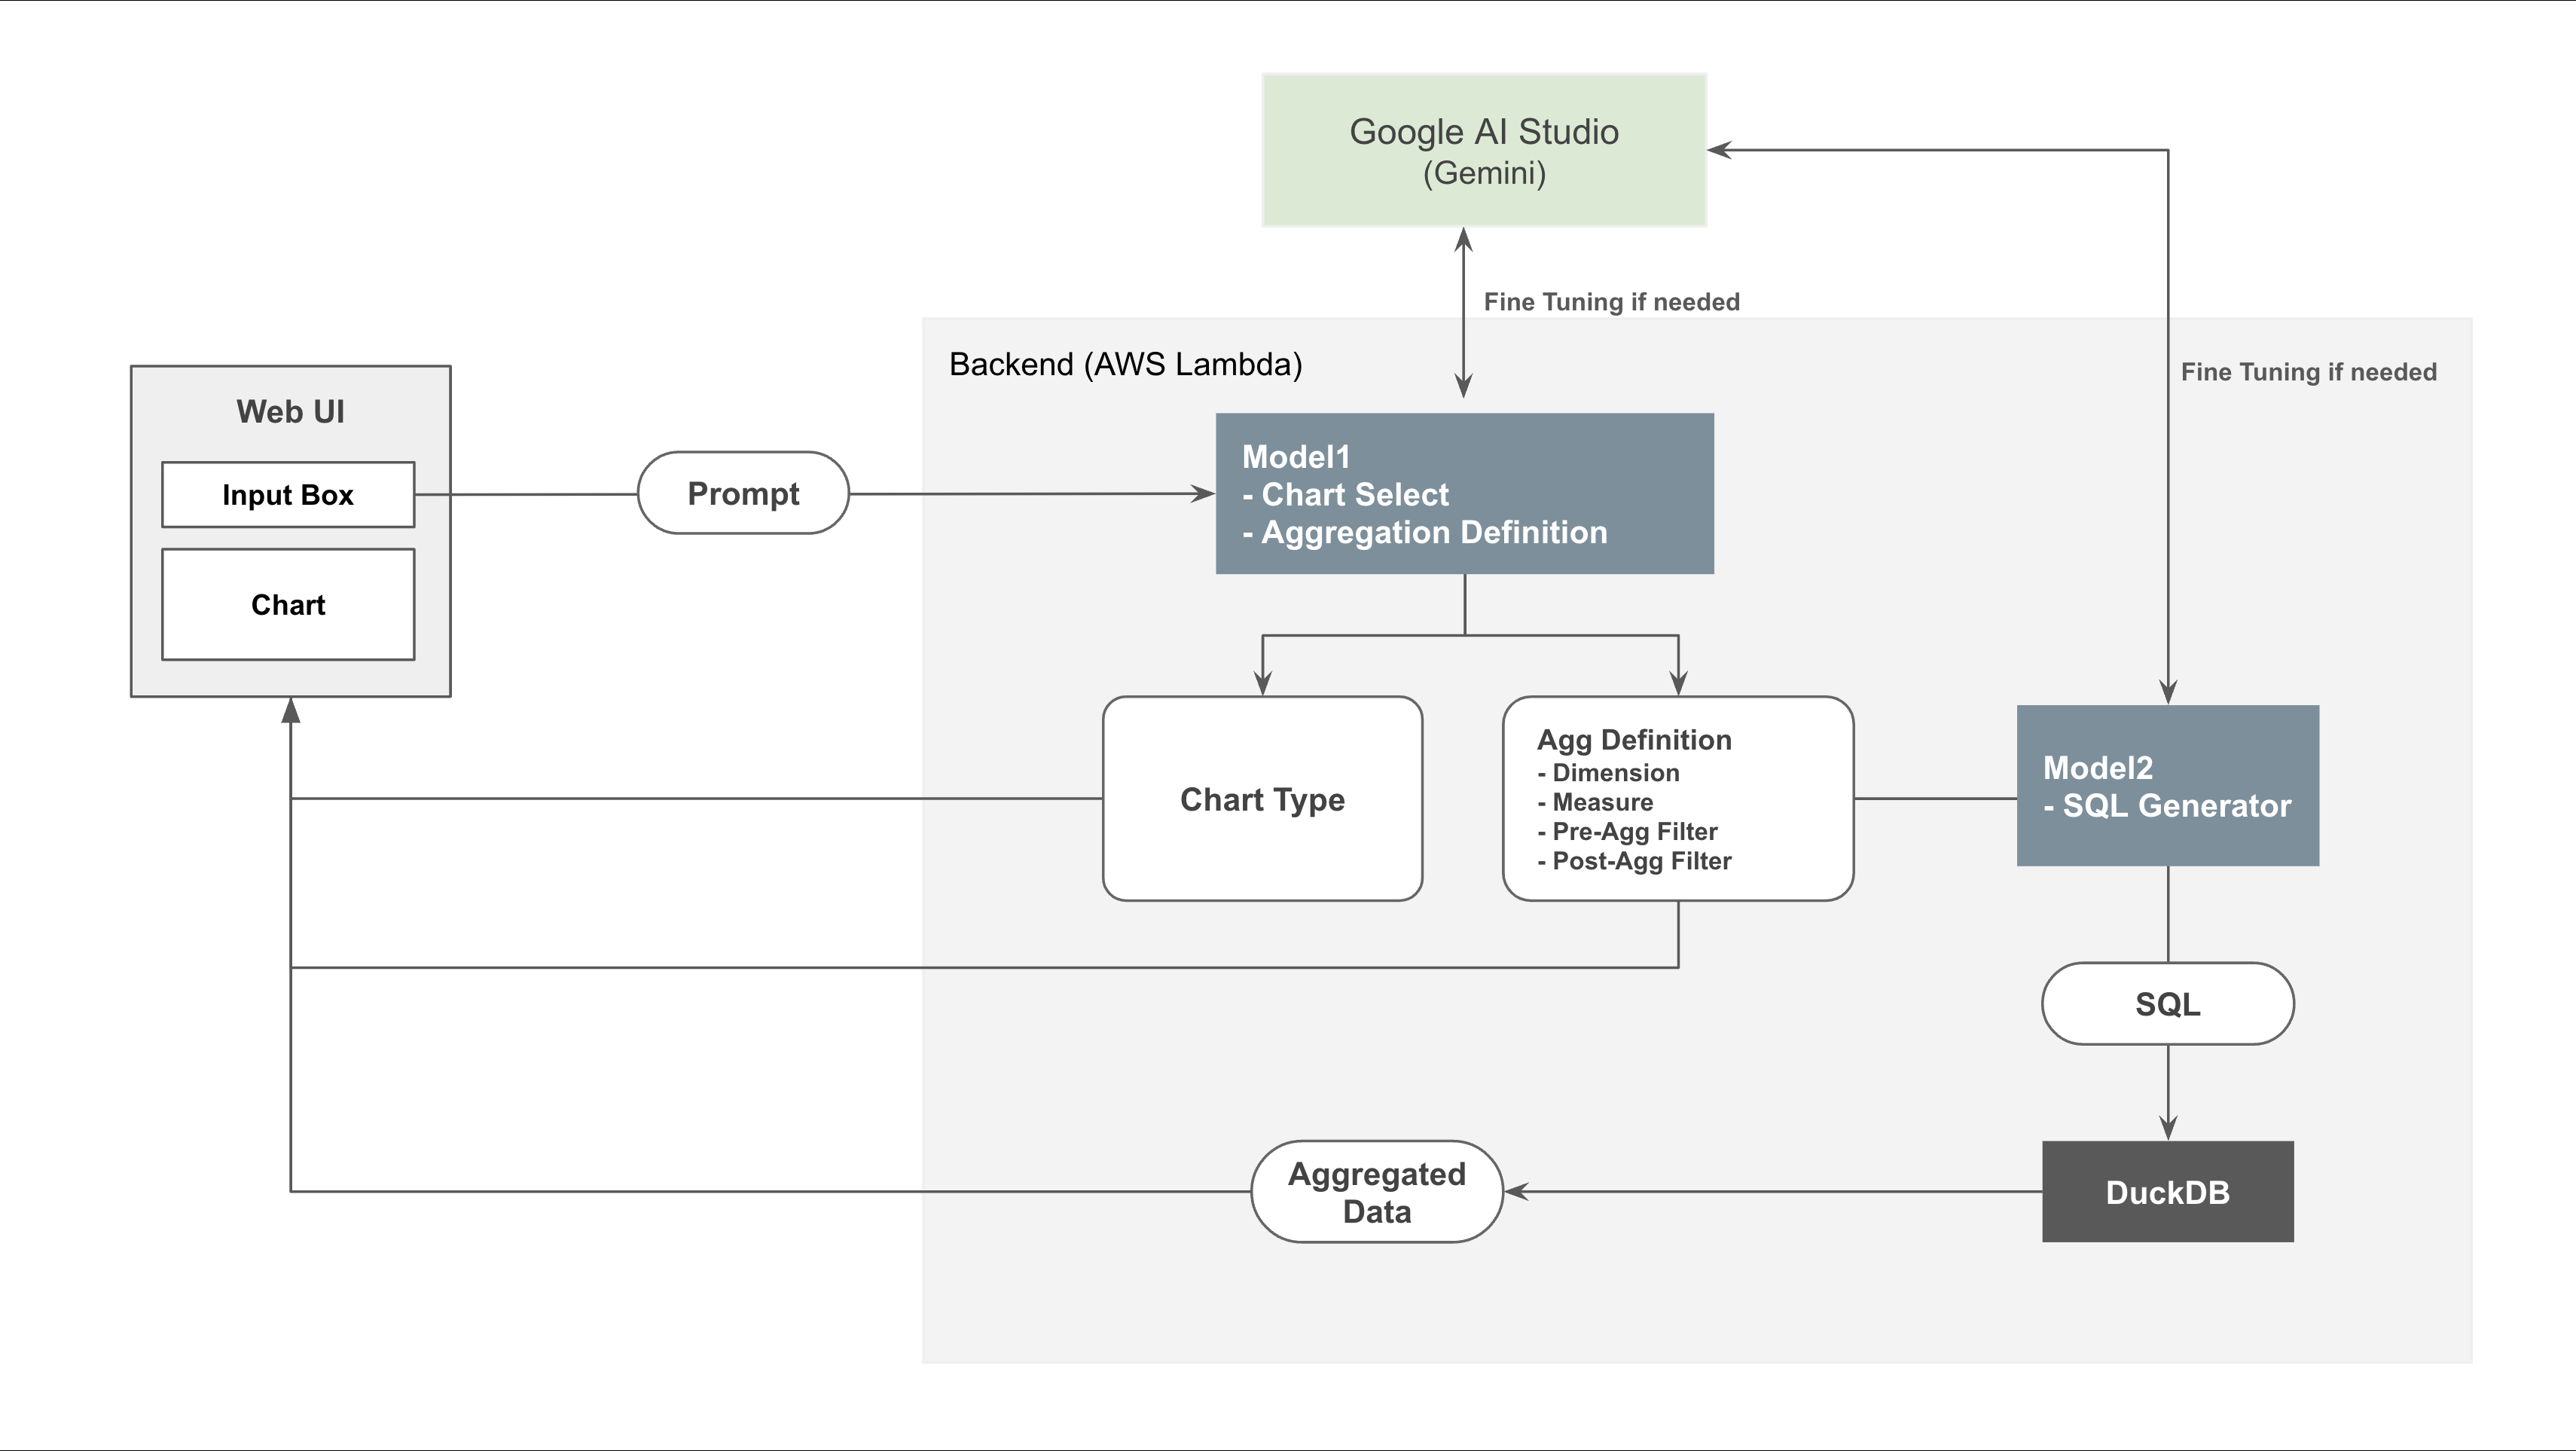 Google AI Studio
(Gemini)
Fine Tuning if needed
Backend (AWS Lambda)
Fine Tuning if needed
Web UI
Input Box
Chart
Prompt
Model1
- Chart Select
- Aggregation Definition
Chart Type
Agg Definition
- Dimension
- Measure
- Pre-Agg Filter
- Post-Agg Filter
Model2
- SQL Generator
SQL
Aggregated
Data
DuckDB